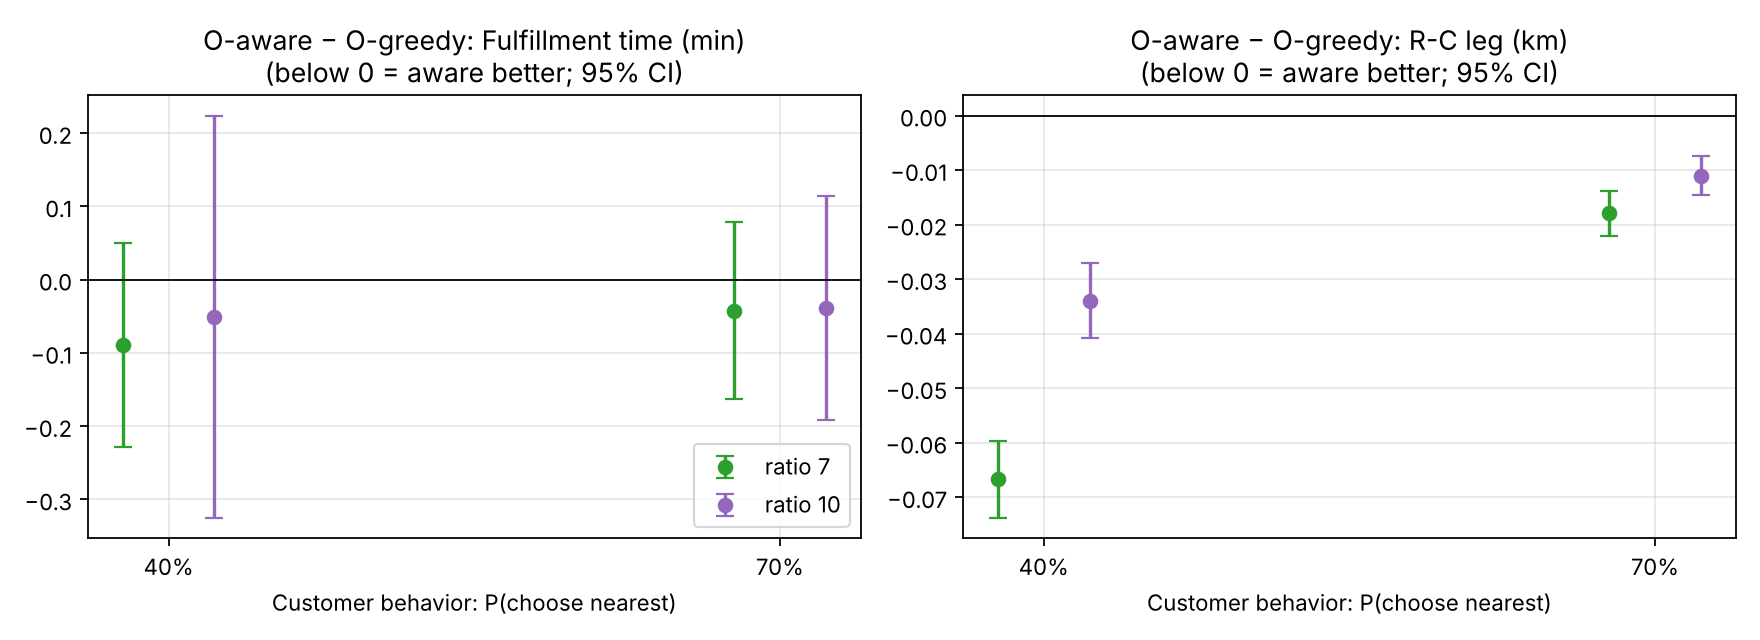 O-aware − O-greedy: Fulfillment time (min)
(below 0 = aware better; 95% CI)
0.2
0.1
0.0
−0.1
−0.2
−0.3
ratio 7
ratio 10
40%
70%
Customer behavior: P(choose nearest)
O-aware − O-greedy: R-C leg (km)
(below 0 = aware better; 95% CI)
0.00
−0.01
−0.02
−0.03
−0.04
−0.05
−0.06
−0.07
40%
70%
Customer behavior: P(choose nearest)